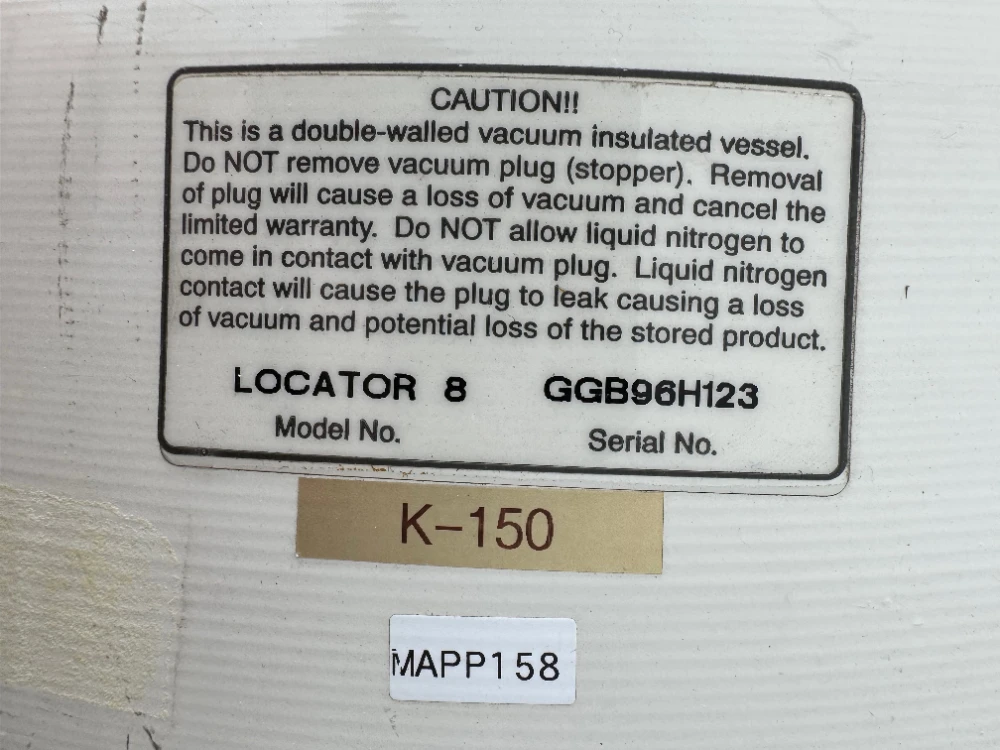 CAUTION!!
This is a double-walled vacuum insulated vessel.
Do NOT remove vacuum plug (stopper). Removal
of plug will cause a loss of vacuum and cancel the
limited warranty. Do NOT allow liquid nitrogen to
come in contact with vacuum plug. Liquid nitrogen
contact will cause the plug to leak causing a loss
of vacuum and potential loss of the stored product.
LOCATOR 8 GGB96H123
Model No. Serial No.
K-150
MAPP158